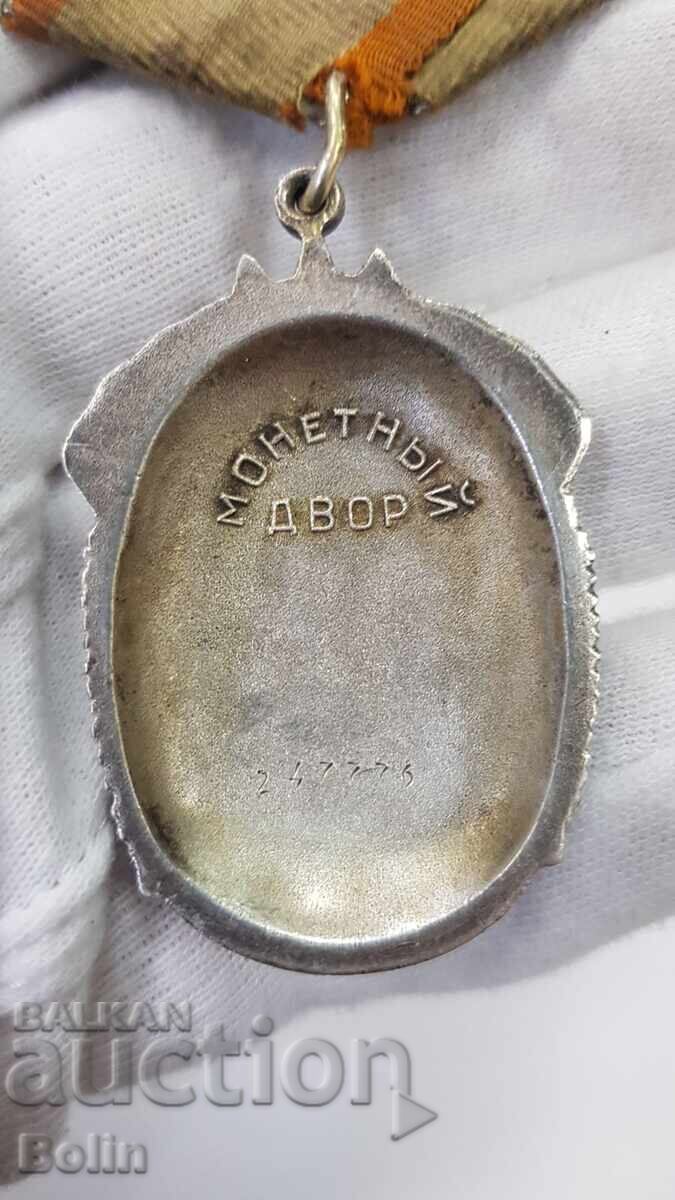 МОНЕТНЫЙ
ДВОР
247776
BALKAN
auction
Bolin